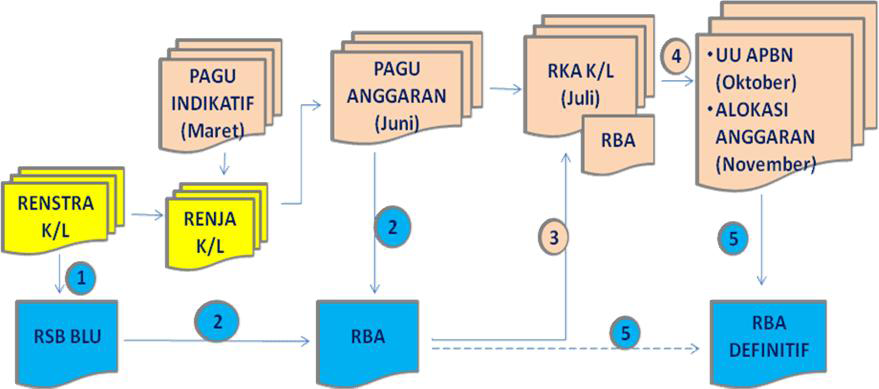 PAGU
INDIKATIF
(Maret)
PAGU
ANGGARAN
(Juni)
RKA K/L
(Juli)
RBA
4
• UU APBN
(Oktober)
• ALOKASI
ANGGARAN
(November)
RENSTRA
K/L
RENJA
K/L
1
2
3
5
RSB BLU
2
RBA
5
RBA
DEFINITIF